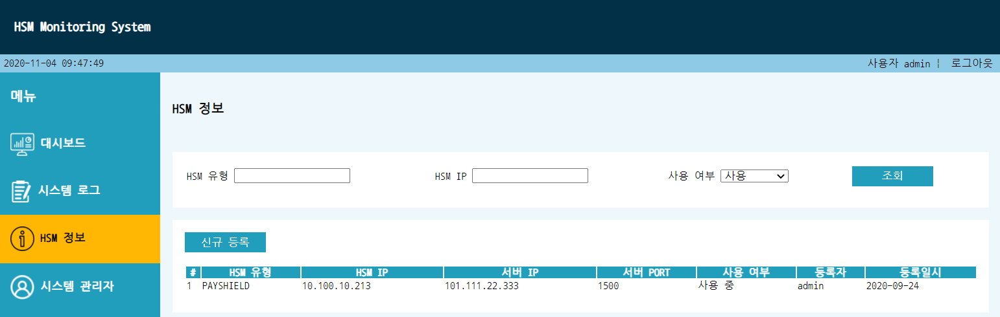 HSM Monitoring System
2020-11-04 09:47:49 사용자 admin | 로그아웃
메뉴
대시보드
시스템 로그
HSM 정보
시스템 관리자
HSM 정보
HSM 유형 HSM IP 사용 여부 사용 조회
신규 등록
# HSM 유형 HSM IP 서버 IP 서버 PORT 사용 여부 등록자 등록일시
1 PAYSHIELD 10.100.10.213 101.111.22.333 1500 사용 중 admin 2020-09-24